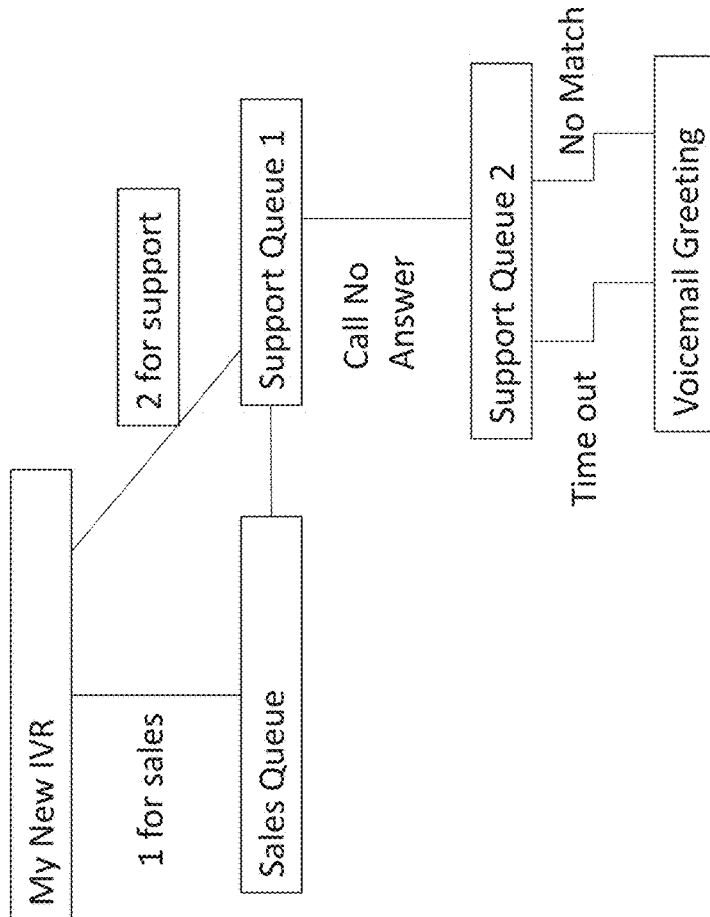 My New IVR
1 for sales
2 for support
Sales Queue
Support Queue 1
Call No
Answer
Support Queue 2
Time out
No Match
Voicemail Greeting